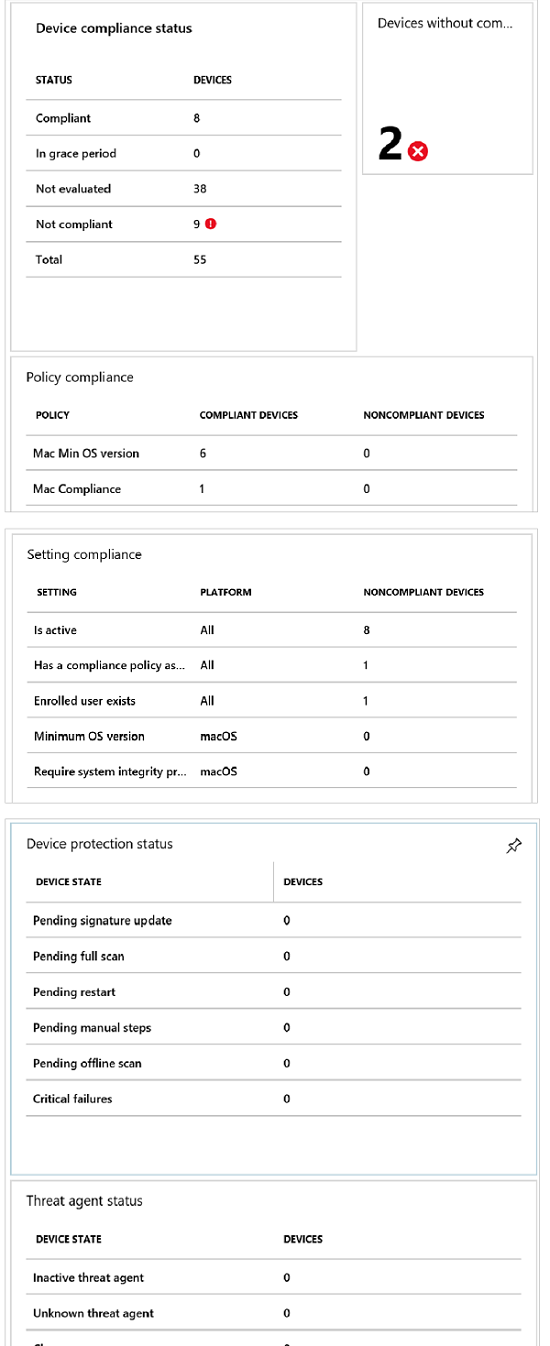 Device compliance status
STATUS DEVICES
Compliant 8
In grace period 0
Not evaluated 38
Not compliant 9
Total 55
Devices without com...
2
Policy compliance
POLICY COMPLIANT DEVICES NONCOMPLIANT DEVICES
Mac Min OS version 6 0
Mac Compliance 1 0
Setting compliance
SETTING PLATFORM NONCOMPLIANT DEVICES
Is active All 8
Has a compliance policy as... All 1
Enrolled user exists All 1
Minimum OS version macOS 0
Require system integrity pr... macOS 0
Device protection status
DEVICE STATE DEVICES
Pending signature update 0
Pending full scan 0
Pending restart 0
Pending manual steps 0
Pending offline scan 0
Critical failures 0
Threat agent status
DEVICE STATE DEVICES
Inactive threat agent 0
Unknown threat agent 0